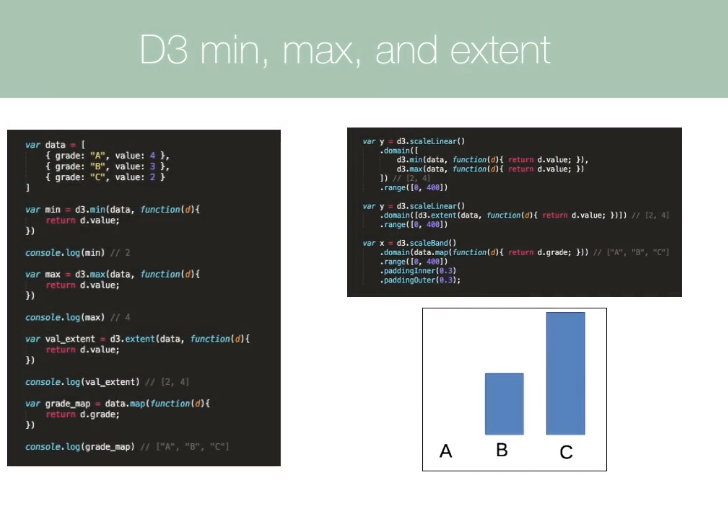 D3 min, max, and extent
var data = [
{ grade: "A", value: 4 },
{ grade: "B", value: 3 },
{ grade: "C", value: 2 }
]
var min = d3.min(data, function(d){
return d.value;
})
console.log(min) // 2
var max = d3.max(data, function(d){
return d.value;
})
console.log(max) // 4
var val_extent = d3.extent(data, function(d){
return d.value;
})
console.log(val_extent) // [2, 4]
var grade_map = data.map(function(d){
return d.grade;
})
console.log(grade_map) // ["A", "B", "C"]
var y = d3.scaleLinear()
.domain([
d3.min(data, function(d){ return d.value; }),
d3.max(data, function(d){ return d.value; })
]) // [2, 4]
.range([0, 400])
var y = d3.scaleLinear()
.domain([d3.extent(data, function(d){ return d.value; })]) // [2, 4]
.range([0, 400])
var x = d3.scaleBand()
.domain(data.map(function(d){ return d.grade; })) // ["A", "B", "C"]
.range([0, 400])
.paddingInner(0.3)
.paddingOuter(0.3);
A B C